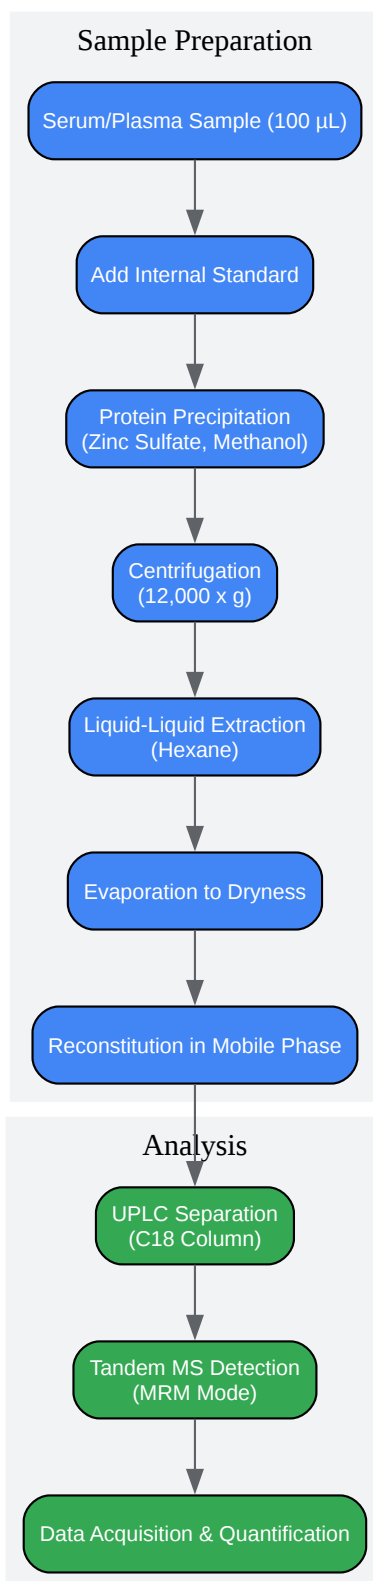 Sample Preparation
Serum/Plasma Sample (100 µL)
Add Internal Standard
Protein Precipitation
(Zinc Sulfate, Methanol)
Centrifugation
(12,000 x g)
Liquid-Liquid Extraction
(Hexane)
Evaporation to Dryness
Reconstitution in Mobile Phase
Analysis
UPLC Separation
(C18 Column)
Tandem MS Detection
(MRM Mode)
Data Acquisition & Quantification